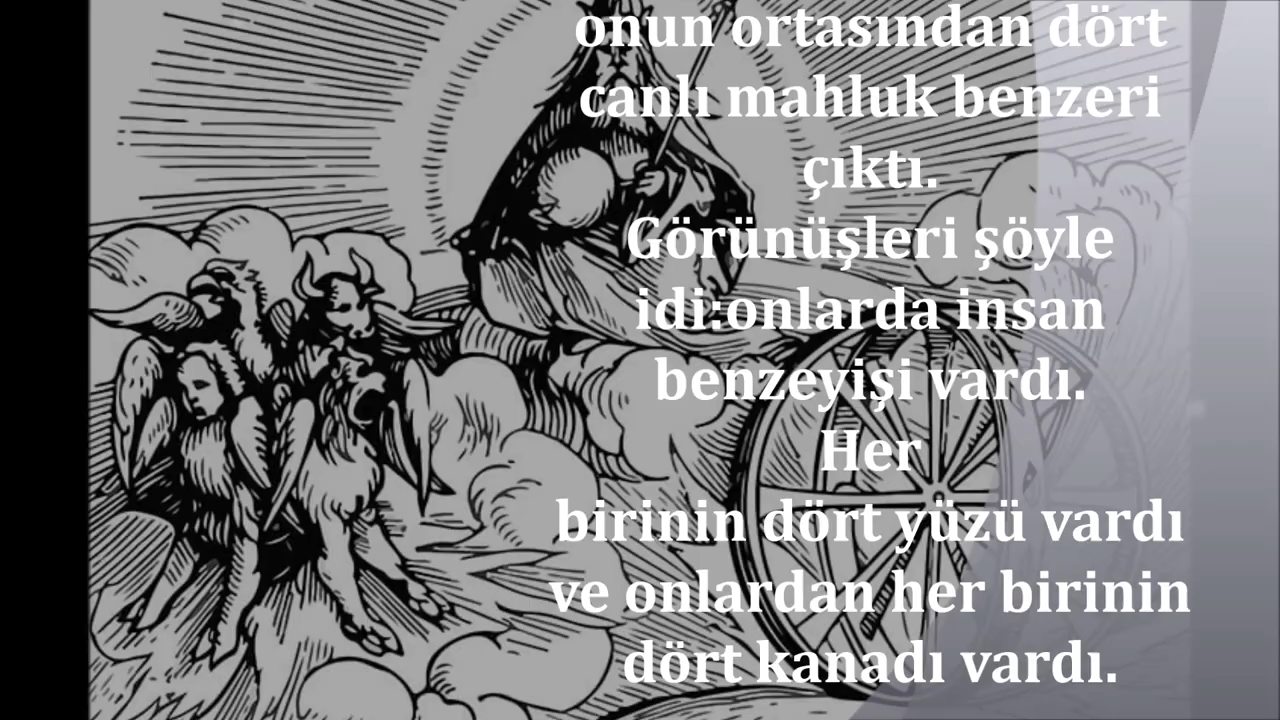 onun ortasından dört
canlı mahluk benzeri
çıktı.
Görünüşleri şöyle
idi:onlarda insan
benzeyişi vardı.
Her
birinin dört yüzü vardı
ve onlardan her birinin
dört kanadı vardı.